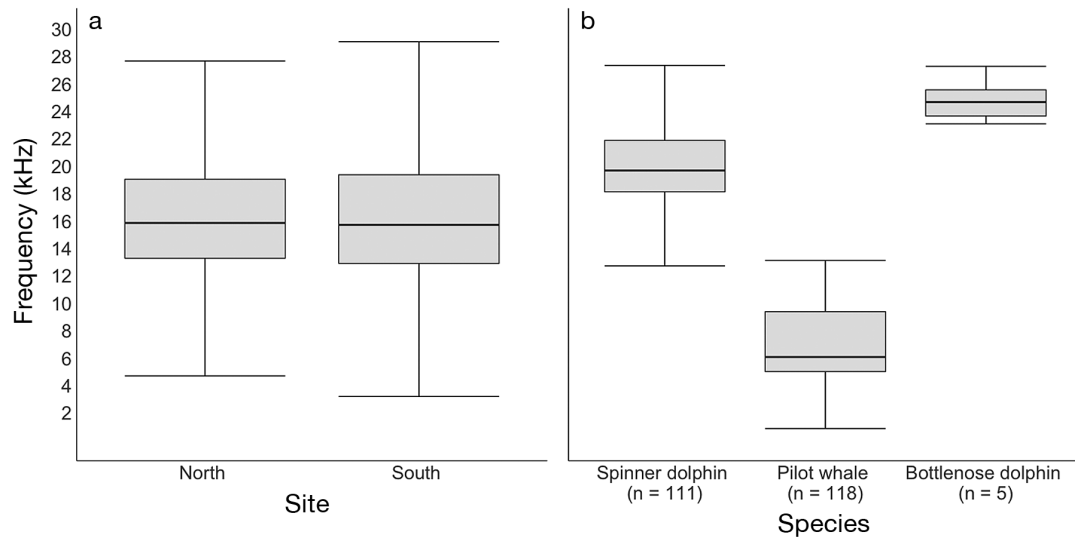 a
b
Frequency (kHz)
30
28
26
24
22
20
18
16
14
12
10
8
6
4
2
North
South
Site
Spinner dolphin
(n = 111)
Pilot whale
(n = 118)
Bottlenose dolphin
(n = 5)
Species